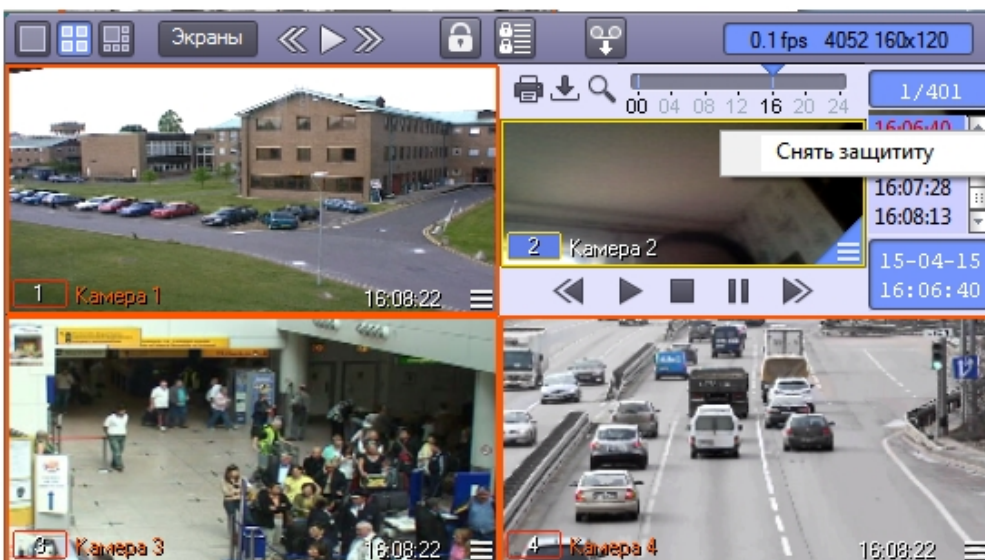 Экраны
0.1 fps 4052 160x120
00 04 08 12 16 20 24
1/401
16:06:40
Снять защититу
16:07:28
16:08:13
2 Камера 2
15-04-15
16:06:40
1 Камера 1 16:08:22
3 Камера 3 16:08:22
4 Камера 4 16:08:22